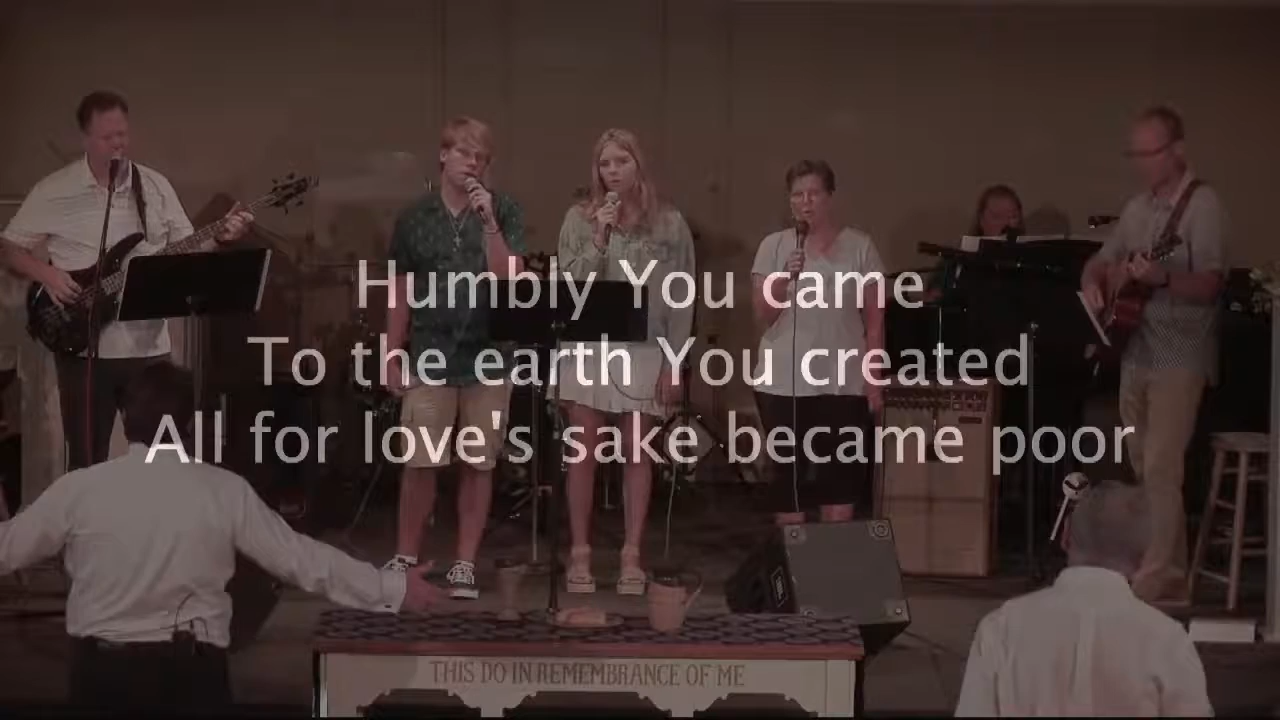 Humbly You came
To the earth You created
All for love's sake became poor
THIS DO IN REMEMBRANCE OF ME